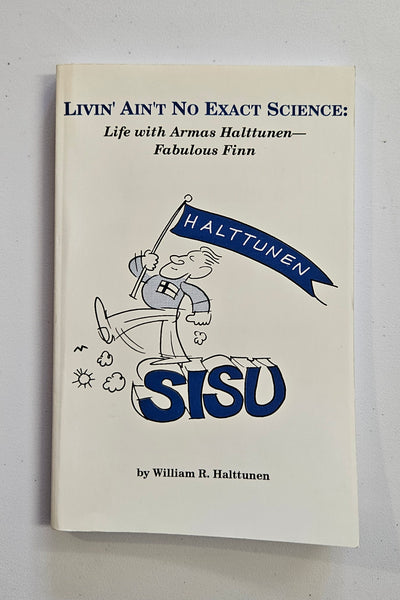 Livin' Ain't No Exact Science:
Life with Armas Halttunen—
Fabulous Finn
HALTTUNEN
SISU
by William R. Halttunen